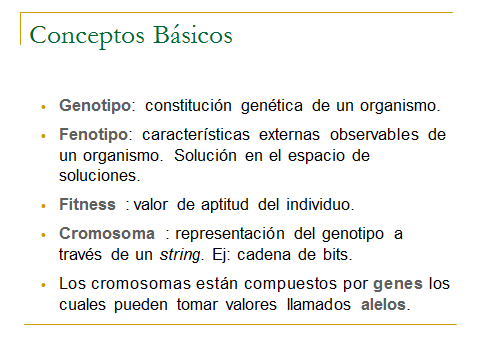 Conceptos Básicos
• Genotipo: constitución genética de un organismo.
• Fenotipo: características externas observables de
un organismo. Solución en el espacio de
soluciones.
• Fitness : valor de aptitud del individuo.
• Cromosoma : representación del genotipo a
través de un string. Ej: cadena de bits.
• Los cromosomas están compuestos por genes los
cuales pueden tomar valores llamados alelos.